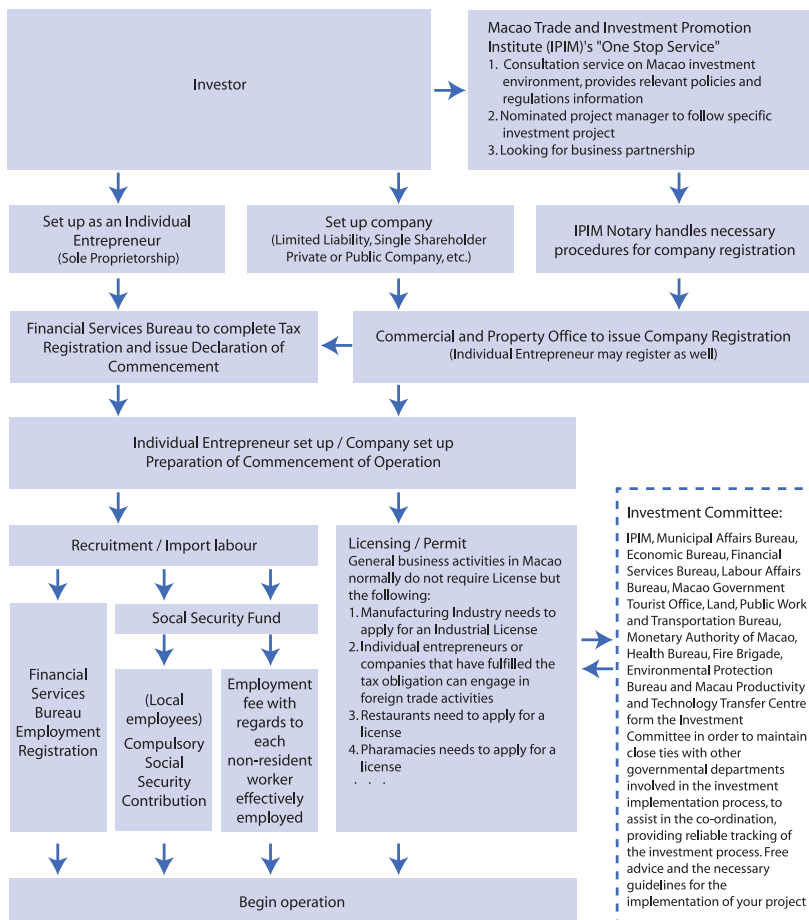 Investor
Macao Trade and Investment Promotion
Institute (IPIM)'s "One Stop Service"
1. Consultation service on Macao investment
environment, provides relevant policies and
regulations information
2. Nominated project manager to follow specific
investment project
3. Looking for business partnership
Set up as an Individual
Entrepreneur
(Sole Proprietorship)
Set up company
(Limited Liability, Single Shareholder
Private or Public Company, etc.)
IPIM Notary handles necessary
procedures for company registration
Financial Services Bureau to complete Tax
Registration and issue Declaration of
Commencement
Commercial and Property Office to issue Company Registration
(Individual Entrepreneur may register as well)
Individual Entrepreneur set up / Company set up
Preparation of Commencement of Operation
Recruitment / Import labour
Socal Security Fund
Financial
Services
Bureau
Employment
Registration
(Local
employees)
Compulsory
Social
Security
Contribution
Employment
fee with
regards to
each
non-resident
worker
effectively
employed
Licensing / Permit
General business activities in Macao
normally do not require License but
the following:
1. Manufacturing Industry needs to
apply for an Industrial License
2. Individual entrepreneurs or
companies that have fulfilled the
tax obligation can engage in
foreign trade activities
3. Restaurants need to apply for a
license
4. Pharamacies needs to apply for a
license
. . .
Investment Committee:
IPIM, Municipal Affairs Bureau,
Economic Bureau, Financial
Services Bureau, Labour Affairs
Bureau, Macao Government
Tourist Office, Land, Public Work
and Transportation Bureau,
Monetary Authority of Macao,
Health Bureau, Fire Brigade,
Environmental Protection
Bureau and Macau Productivity
and Technology Transfer Centre
form the Investment
Committee in order to maintain
close ties with other
governmental departments
involved in the investment
implementation process, to
assist in the co-ordination,
providing reliable tracking of
the investment process. Free
advice and the necessary
guidelines for the
implementation of your project
Begin operation